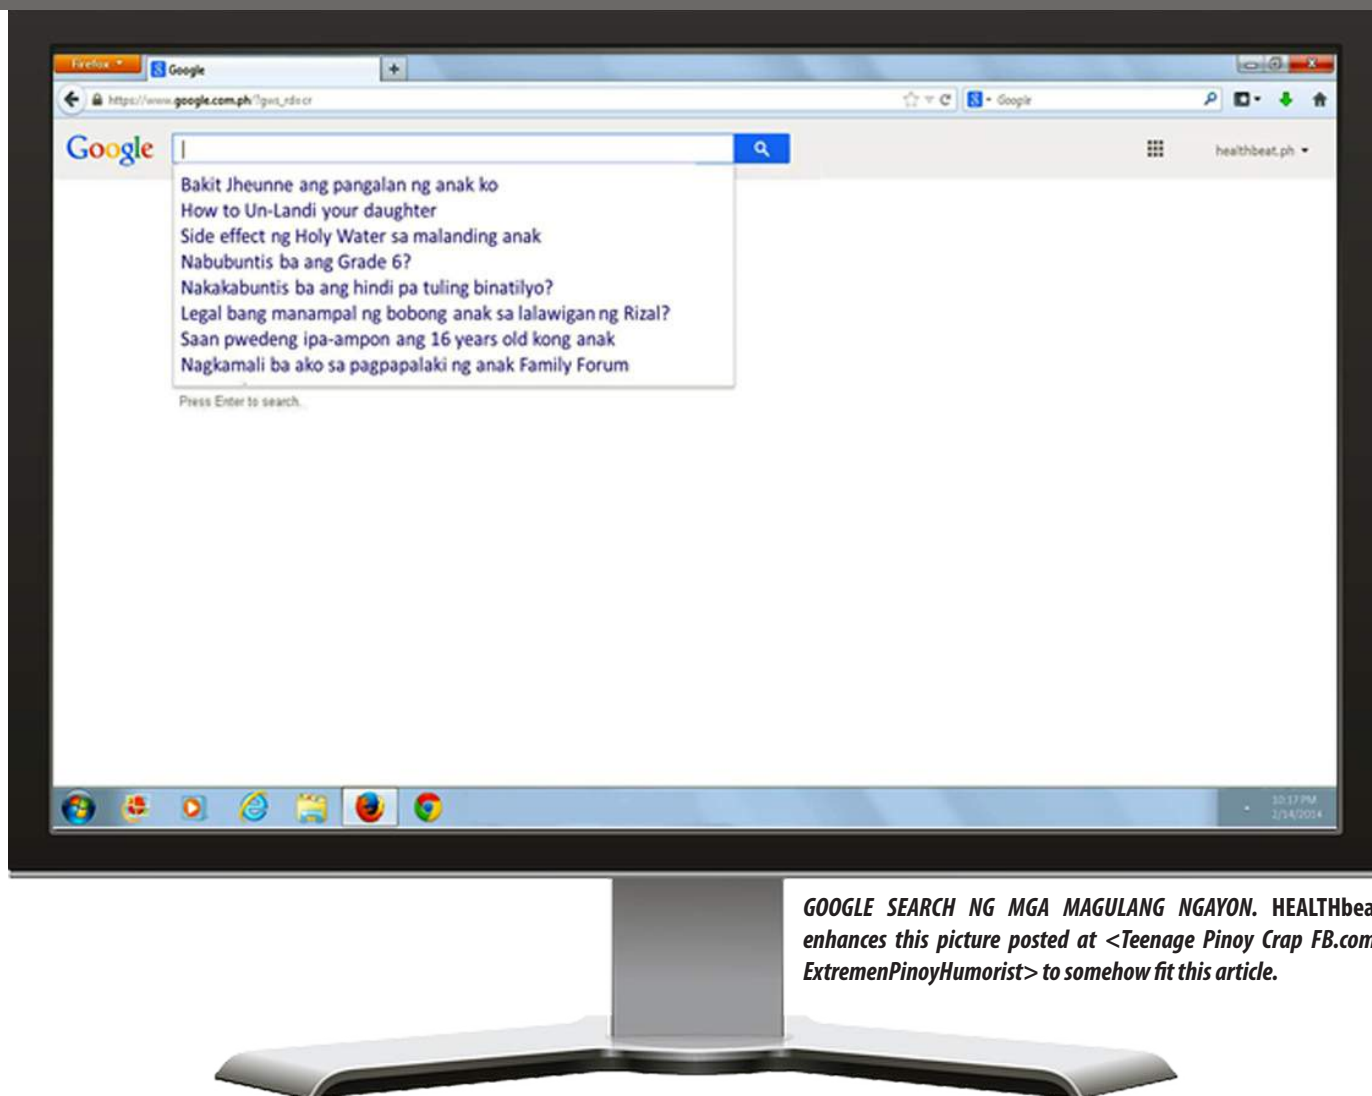 Firefox
Google
https://www.google.com.ph/?gws_rd=cr
Google
Google
healthbeat.ph
Bakit Jheunne ang pangalan ng anak ko
How to Un-Landi your daughter
Side effect ng Holy Water sa malanding anak
Nabubuntis ba ang Grade 6?
Nakakabuntis ba ang hindi pa tuling binatilyo?
Legal bang manampal ng bobong anak sa lalawigan ng Rizal?
Saan pwedeng ipa-ampon ang 16 years old kong anak
Nagkamali ba ako sa pagpapalaki ng anak Family Forum
Press Enter to search.
10:17 PM
2/14/2014
GOOGLE SEARCH NG MGA MAGULANG NGAYON. HEALTHbea
enhances this picture posted at <Teenage Pinoy Crap FB.com
ExtremenPinoyHumorist> to somehow fit this article.